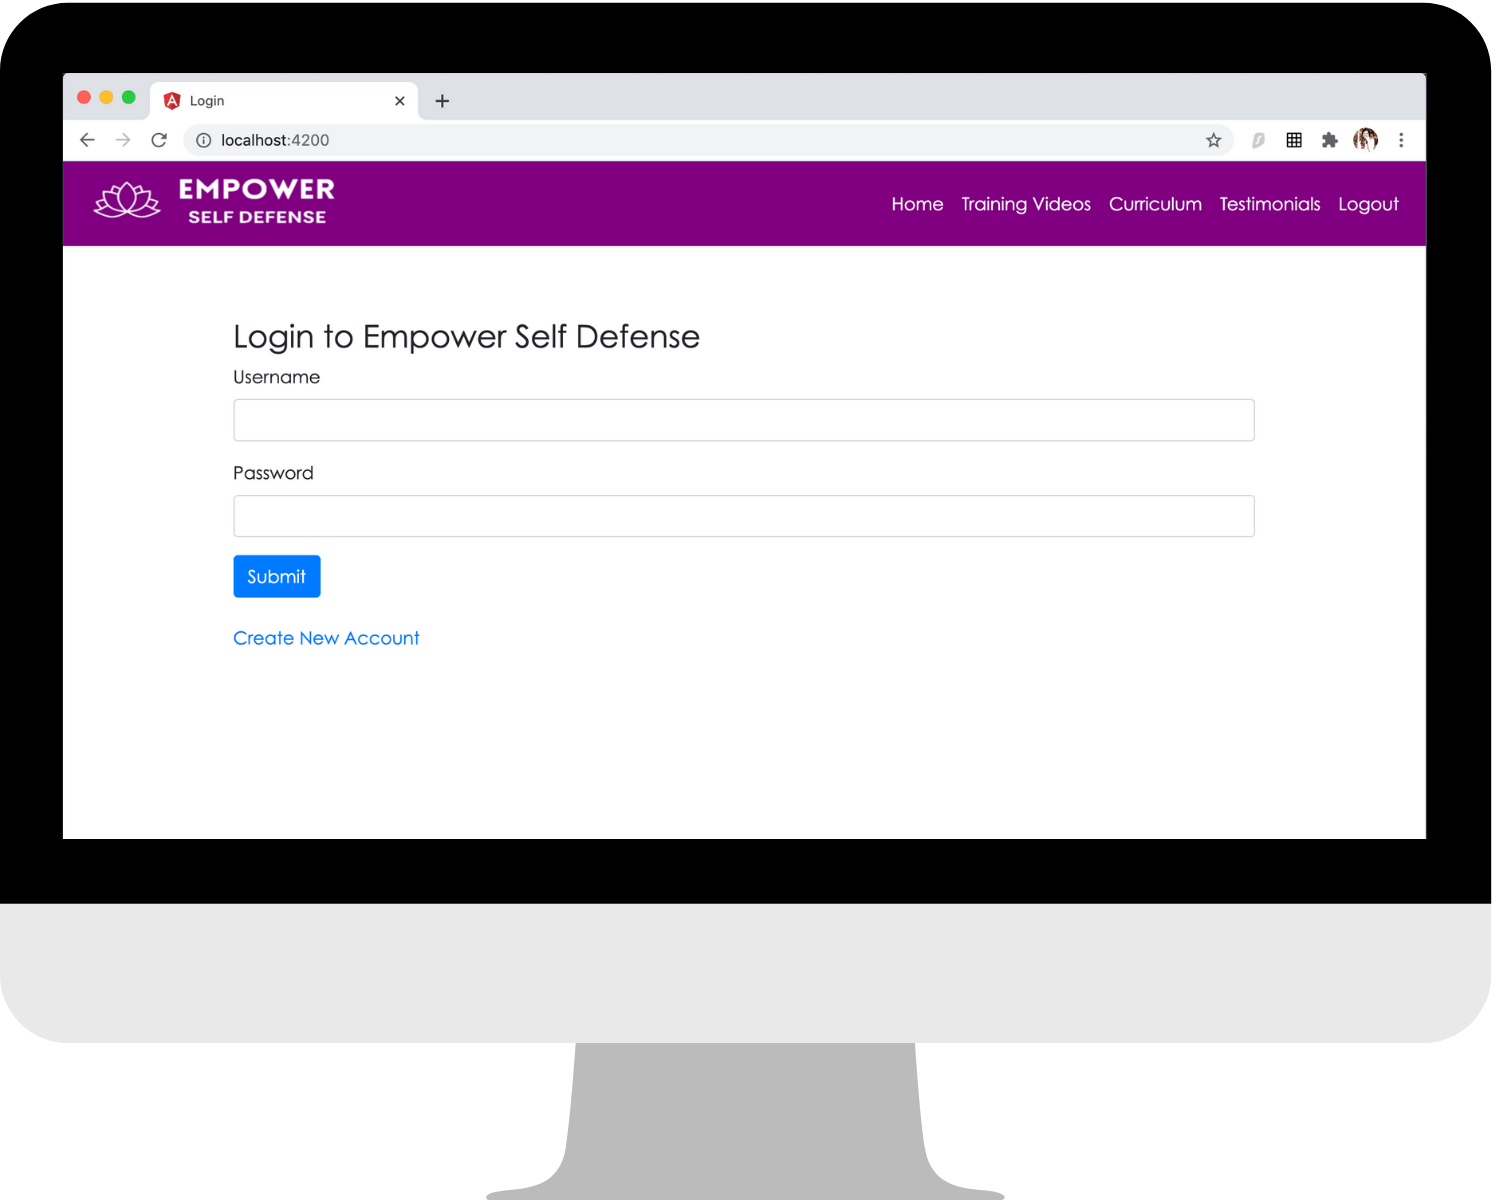 Login
localhost:4200
EMPOWER
SELF DEFENSE
Home Training Videos Curriculum Testimonials Logout
Login to Empower Self Defense
Username
Password
Submit
Create New Account